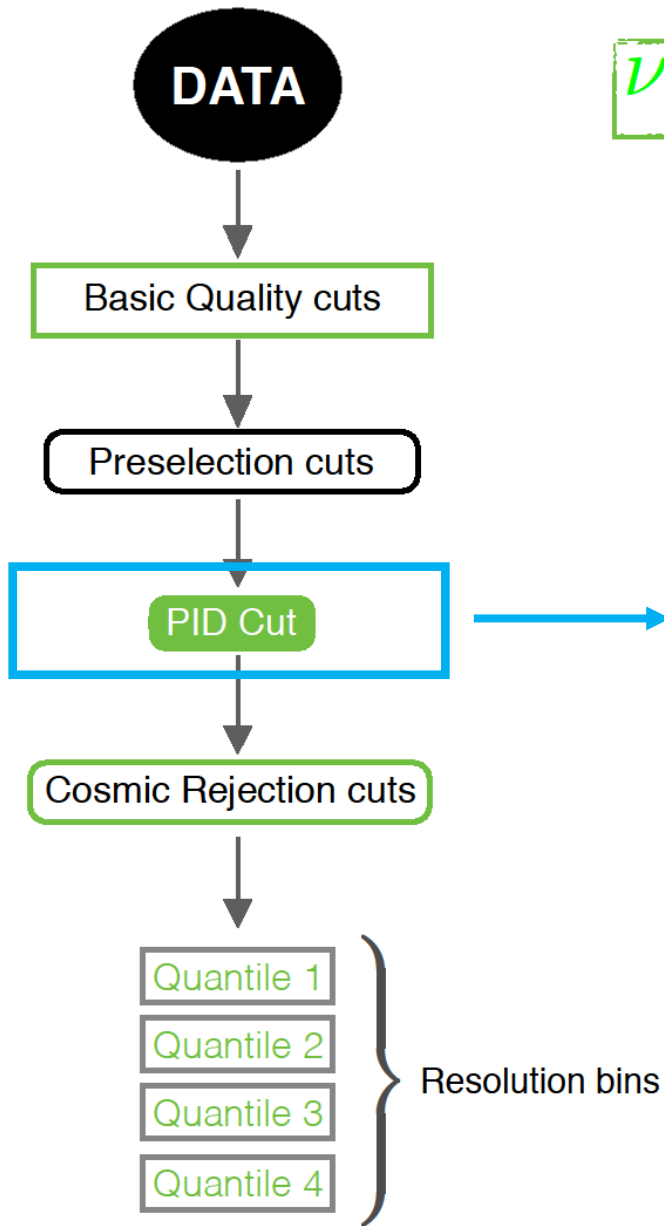 DATA
ν
Basic Quality cuts
Preselection cuts
PID Cut
Cosmic Rejection cuts
Quantile 1
Quantile 2
Quantile 3
Quantile 4
Resolution bins